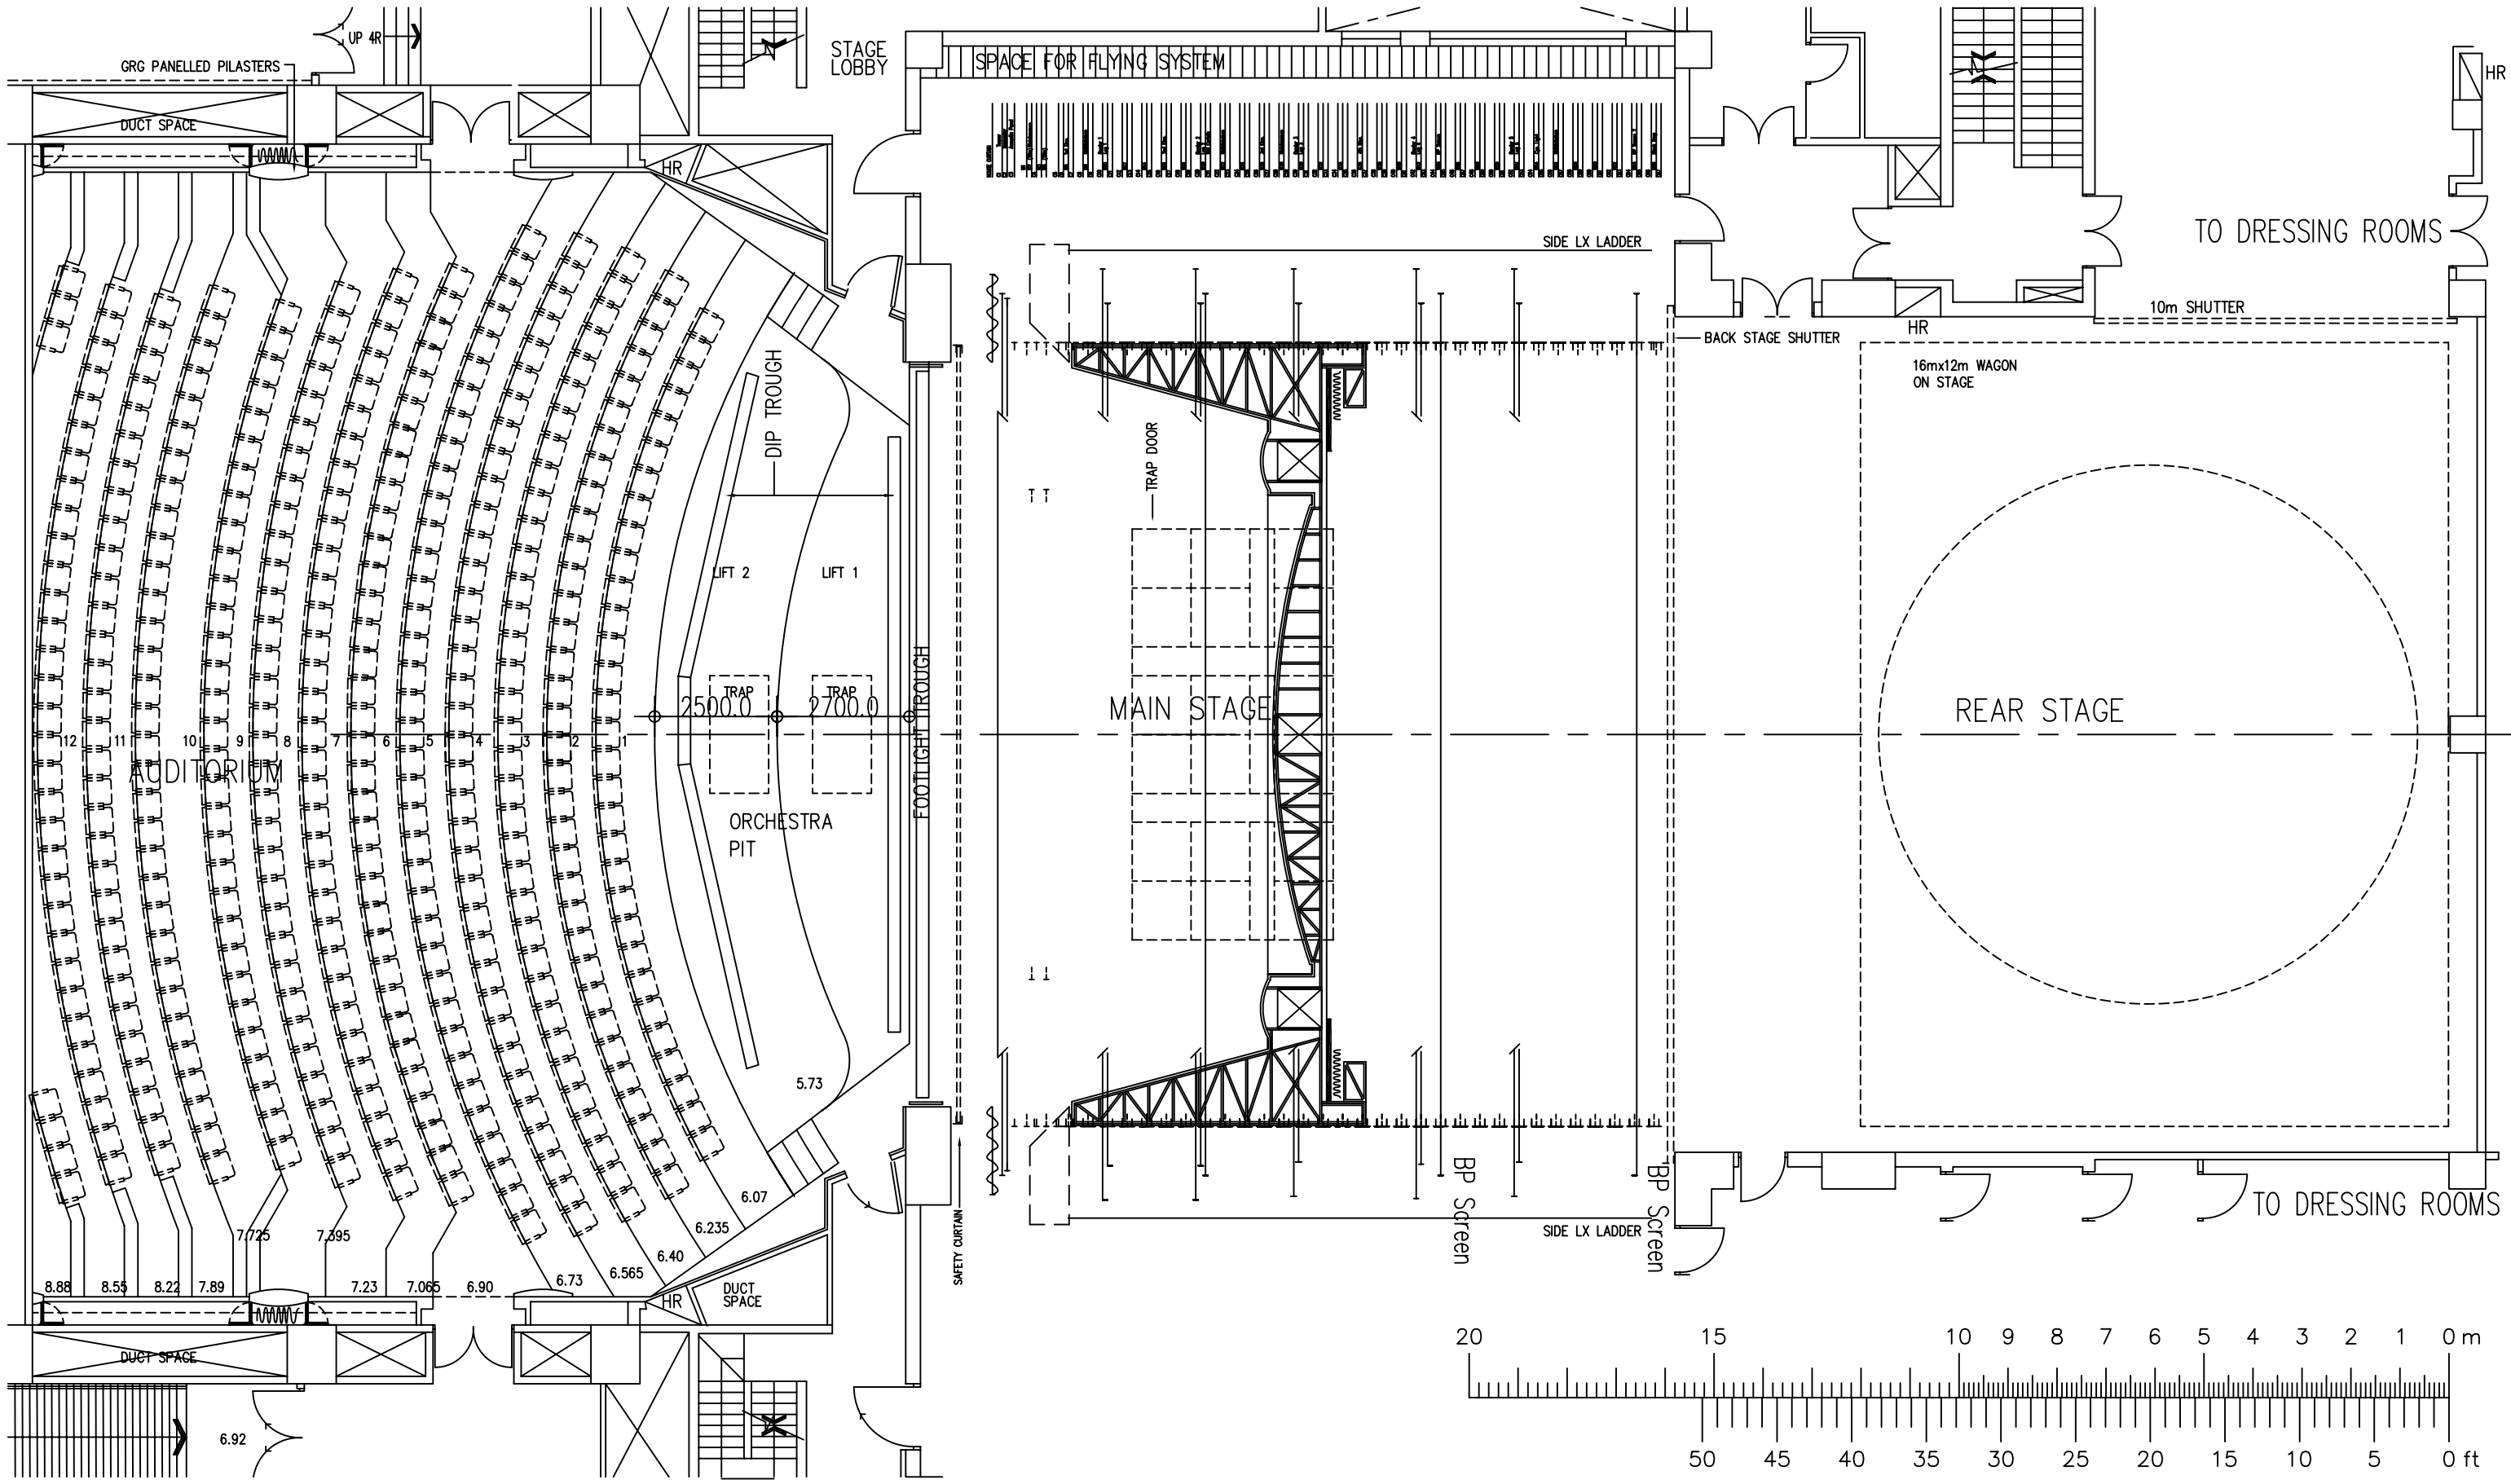 UP 4R
GRG PANELLED PILASTERS
STAGE
LOBBY
SPACE FOR FLYING SYSTEM
HR
DUCT SPACE
HR
TO DRESSING ROOMS
SIDE LX LADDER
10m SHUTTER
HR
BACK STAGE SHUTTER
16mx12m WAGON
ON STAGE
DIP TROUGH
TRAP DOOR
LIFT 2
LIFT 1
TRAP
TRAP
2500.0
2700.0
MAIN STAGE
REAR STAGE
FOOTLIGHT TROUGH
12
11
10
9
8
7
6
5
4
3
2
1
AUDITORIUM
ORCHESTRA
PIT
5.73
BP Screen
BP Screen
6.07
TO DRESSING ROOMS
6.235
7.725
7.395
SAFETY CURTAIN
SIDE LX LADDER
6.40
6.565
6.73
8.88
8.55
8.22
7.89
7.23
7.065
6.90
HR
DUCT
SPACE
20
15
10
9
8
7
6
5
4
3
2
1
0 m
DUCT SPACE
6.92
50
45
40
35
30
25
20
15
10
5
0 ft